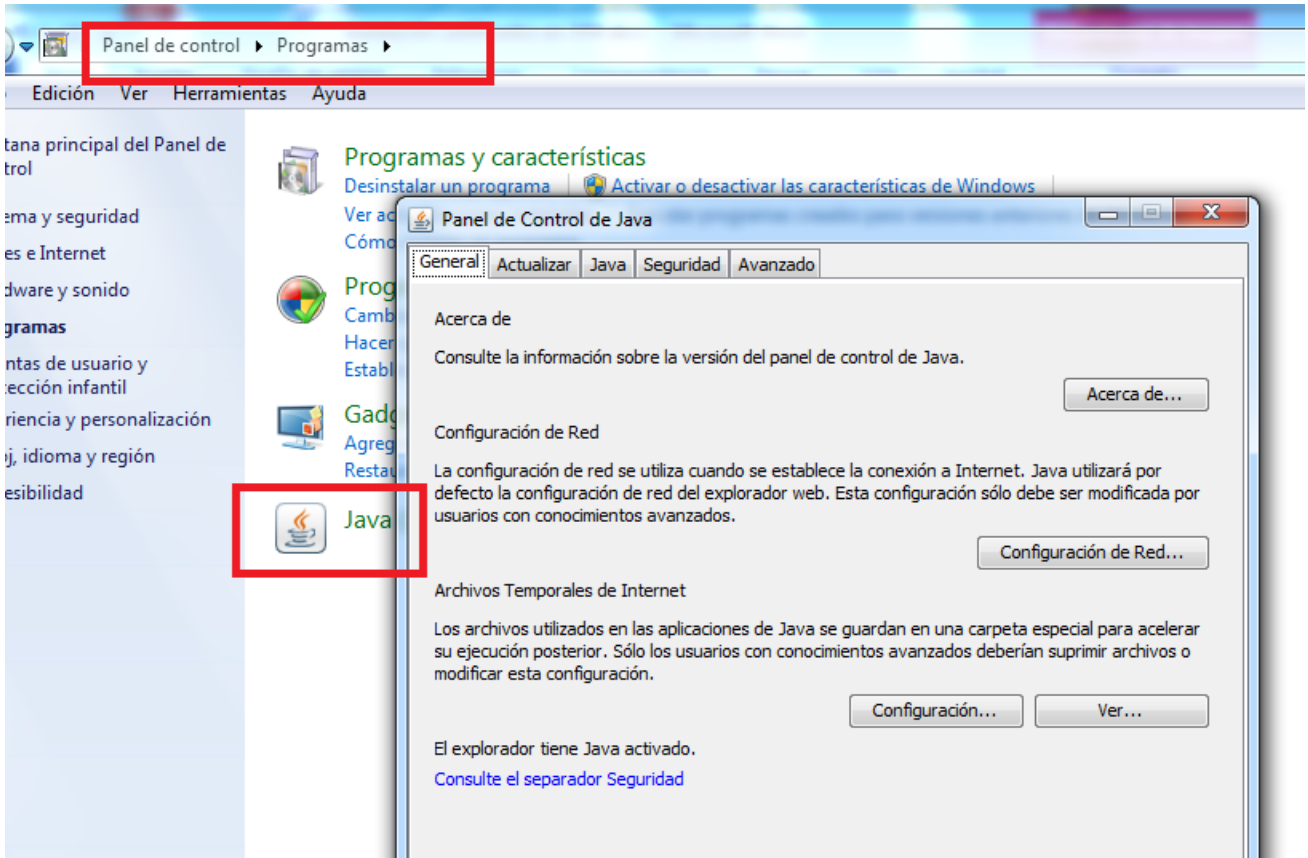 Panel de control ▸ Programas ▸
Edición Ver Herramientas Ayuda
tana principal del Panel de
trol
ema y seguridad
es e Internet
dware y sonido
gramas
ntas de usuario y
tección infantil
riencia y personalización
oj, idioma y región
esibilidad
Programas y características
Desinstalar un programa Activar o desactivar las características de Windows
Ver
Cómo
Prog
Camb
Hacer
Establ
Gadg
Agreg
Restau
Java
Panel de Control de Java
General Actualizar Java Seguridad Avanzado
Acerca de
Consulte la información sobre la versión del panel de control de Java.
Acerca de...
Configuración de Red
La configuración de red se utiliza cuando se establece la conexión a Internet. Java utilizará por
defecto la configuración de red del explorador web. Esta configuración sólo debe ser modificada por
usuarios con conocimientos avanzados.
Configuración de Red...
Archivos Temporales de Internet
Los archivos utilizados en las aplicaciones de Java se guardan en una carpeta especial para acelerar
su ejecución posterior. Sólo los usuarios con conocimientos avanzados deberían suprimir archivos o
modificar esta configuración.
Configuración... Ver...
El explorador tiene Java activado.
Consulte el separador Seguridad